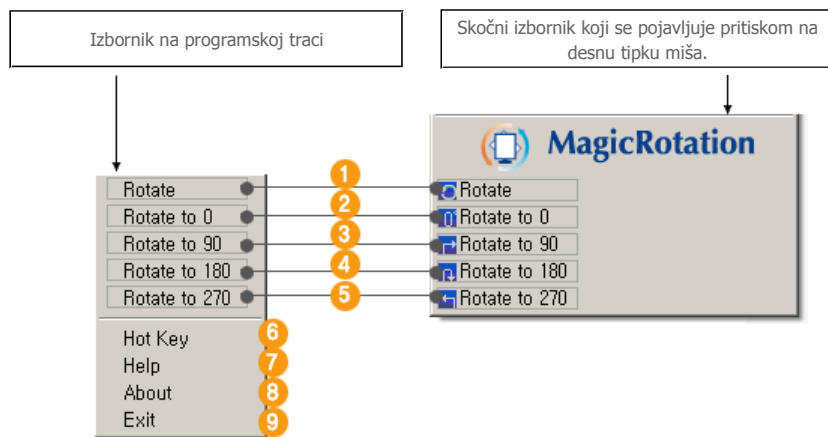 Izbornik na programskoj traci
Skočni izbornik koji se pojavljuje pritiskom na
desnu tipku miša.
MagicRotation
Rotate
1
Rotate
Rotate to 0
2
Rotate to 0
Rotate to 90
3
Rotate to 90
Rotate to 180
4
Rotate to 180
Rotate to 270
5
Rotate to 270
Hot Key
6
Help
7
About
8
Exit
9